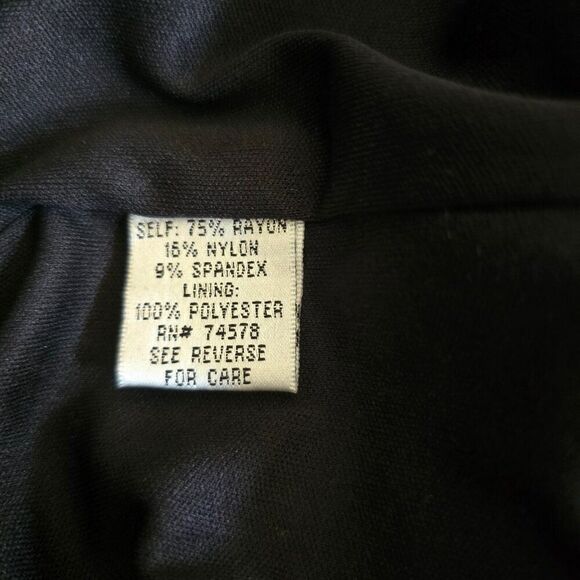 SELF: 75% RAYON
16% NYLON
9% SPANDEX
LINING:
100% POLYESTER
RN# 74578
SEE REVERSE
FOR CARE